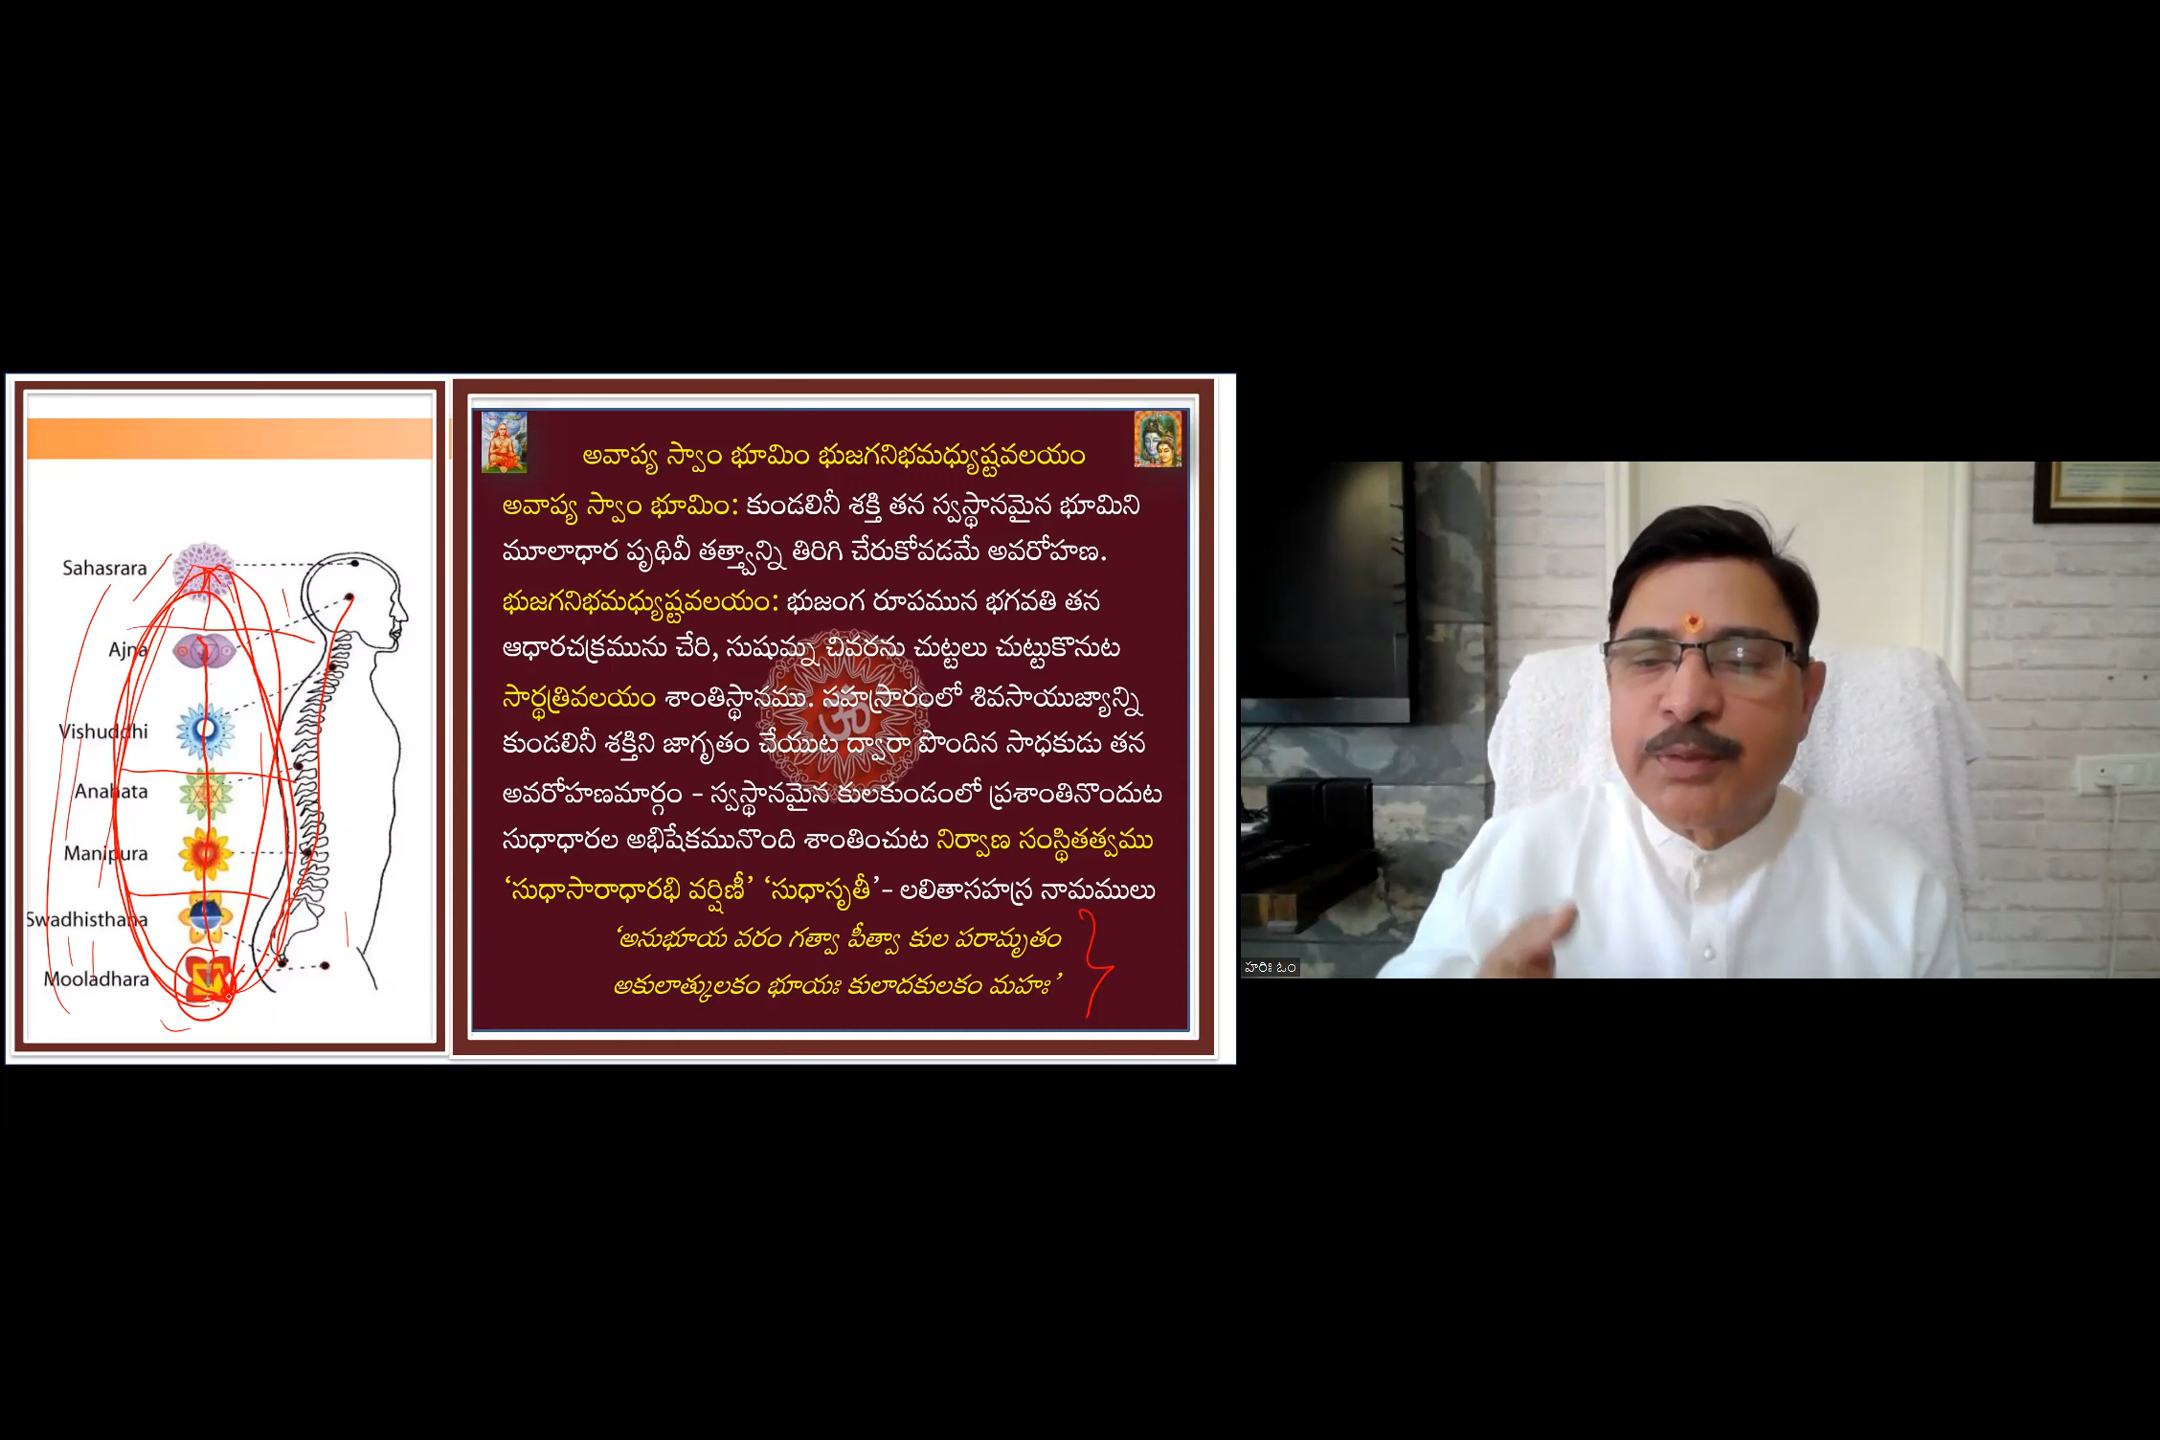 Sahasrara
Ajna
Vishuddhi
Anahata
Manipura
Swadhisthana
Mooladhara
అవాప్య స్వాం భూమిం భుజగనిభమధ్యుష్టవలయం
అవాప్య స్వాం భూమిం: కుండలినీ శక్తి తన స్వస్థానమైన భూమిని
మూలాధార పృథివీ తత్త్వాన్ని తిరిగి చేరుకోవడమే అవరోహణ.
భుజగనిభమధ్యుష్టవలయం: భుజంగ రూపమున భగవతి తన
ఆధారచక్రమును చేరి, సుషుమ్న చివరను చుట్టలు చుట్టుకొనుట
సార్థత్రివలయం శాంతిస్థానము. సహస్రారంలో శివసాయుజ్యాన్ని
కుండలినీ శక్తిని జాగృతం చేయుట ద్వారా పొందిన సాధకుడు తన
అవరోహణమార్గం - స్వస్థానమైన కులకుండంలో ప్రశాంతినొందుట
సుధాధారల అభిషేకమునొంది శాంతించుట నిర్వాణ సంస్థితత్వము
‘సుధాసారాధారభి వర్షిణీ’ ‘సుధాసృతీ’- లలితాసహస్ర నామములు
‘అనుభూయ వరం గత్వా పీత్వా కుల పరామృతం
అకులాత్కులకం భూయః కులాదకులకం మహః’
ॐ
హరిః ఓం